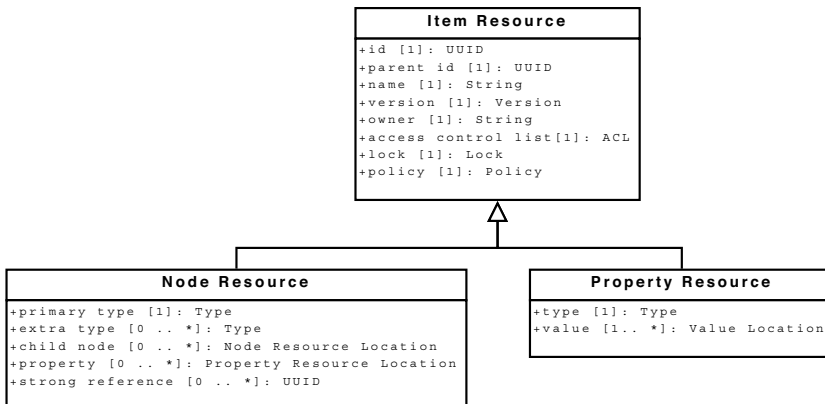 Item Resource
+id [1]: UUID
+parent id [1]: UUID
+name [1]: String
+version [1]: Version
+owner [1]: String
+access control list[1]: ACL
+lock [1]: Lock
+policy [1]: Policy
Node Resource
+primary type [1]: Type
+extra type [0 .. *]: Type
+child node [0 .. *]: Node Resource Location
+property [0 .. *]: Property Resource Location
+strong reference [0 .. *]: UUID
Property Resource
+type [1]: Type
+value [1.. *]: Value Location